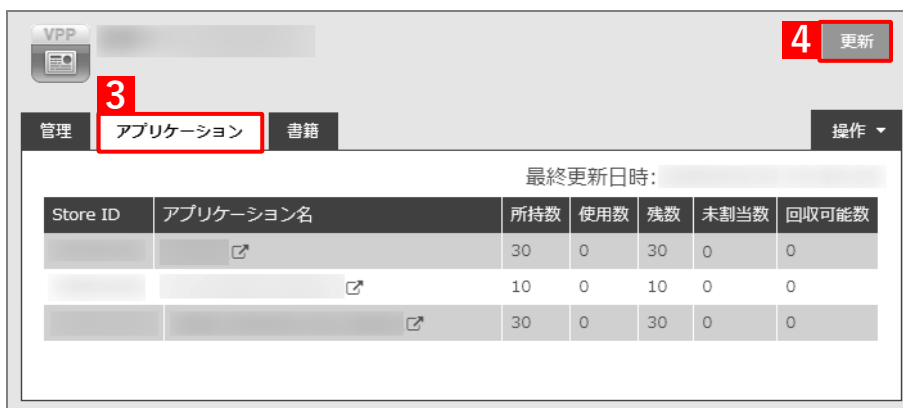 VPP
4 更新
3
管理 アプリケーション 書籍 操作
最終更新日時:
Store ID アプリケーション名 所持数 使用数 残数 未割当数 回収可能数
30 0 30 0 0
10 0 10 0 0
30 0 30 0 0